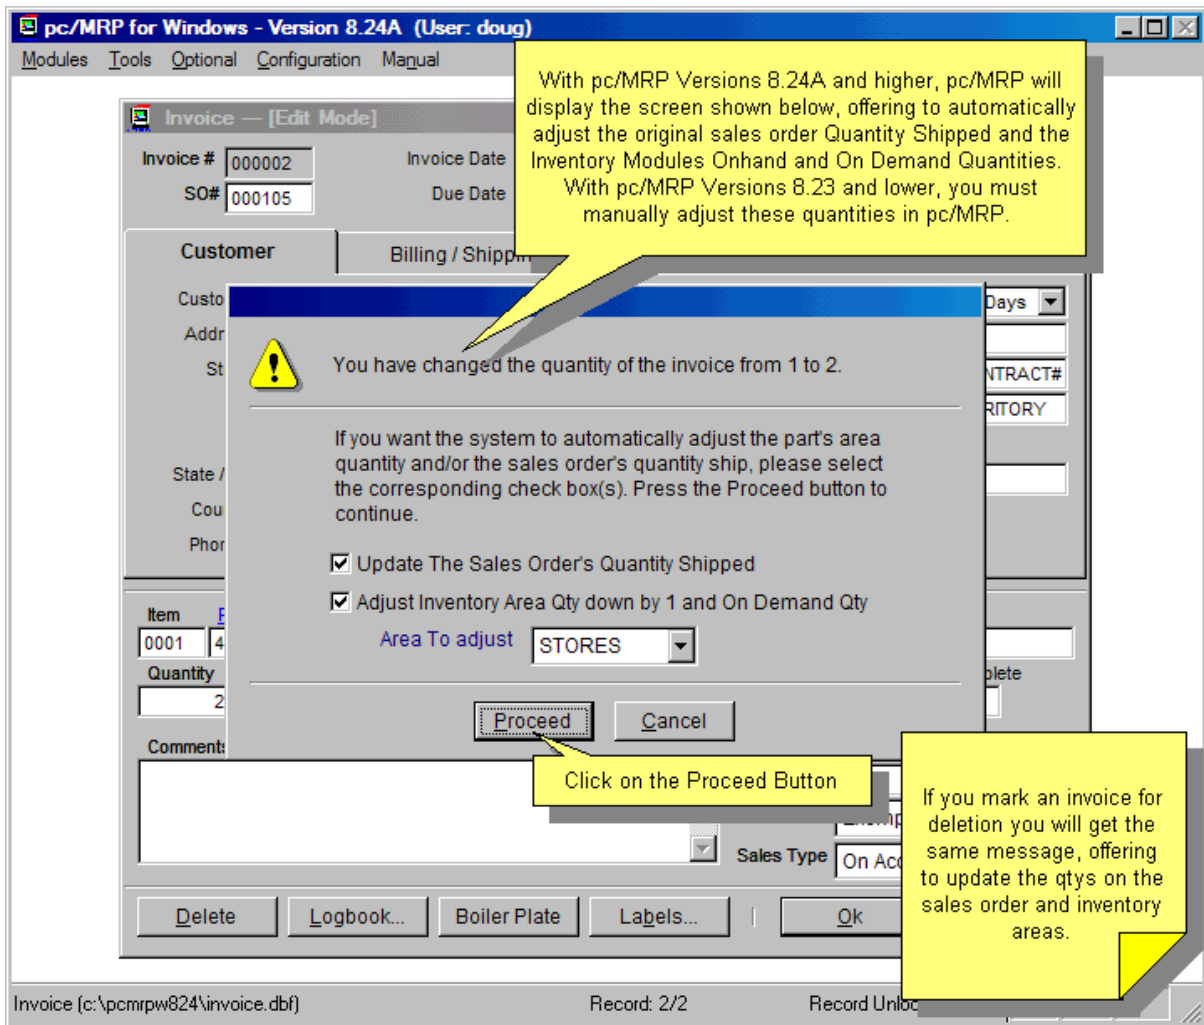 pc/MRP for Windows - Version 8.24A (User: doug)
Modules Tools Optional Configuration Manual
With pc/MRP Versions 8.24A and higher, pc/MRP will
display the screen shown below, offering to automatically
adjust the original sales order Quantity Shipped and the
Inventory Modules Onhand and On Demand Quantities.
With pc/MRP Versions 8.23 and lower, you must
manually adjust these quantities in pc/MRP.
Invoice — [Edit Mode]
Invoice # 000002 Invoice Date
SO# 000105 Due Date
Customer Billing / Shippin
Custo Days
Addr
St NTRACT#
RITORY
State /
Cou
Phor
You have changed the quantity of the invoice from 1 to 2.
If you want the system to automatically adjust the part's area
quantity and/or the sales order's quantity ship, please select
the corresponding check box(s). Press the Proceed button to
continue.
Update The Sales Order's Quantity Shipped
Adjust Inventory Area Qty down by 1 and On Demand Qty
Area To adjust STORES
Proceed Cancel
Click on the Proceed Button
Item
0001 4
Quantity plete
2
Comments
Sales Type On Acc
If you mark an invoice for
deletion you will get the
same message, offering
to update the qtys on the
sales order and inventory
areas.
Delete Logbook... Boiler Plate Labels... Ok
Invoice (c:\pcmrpw824\invoice.dbf) Record: 2/2 Record Unloc